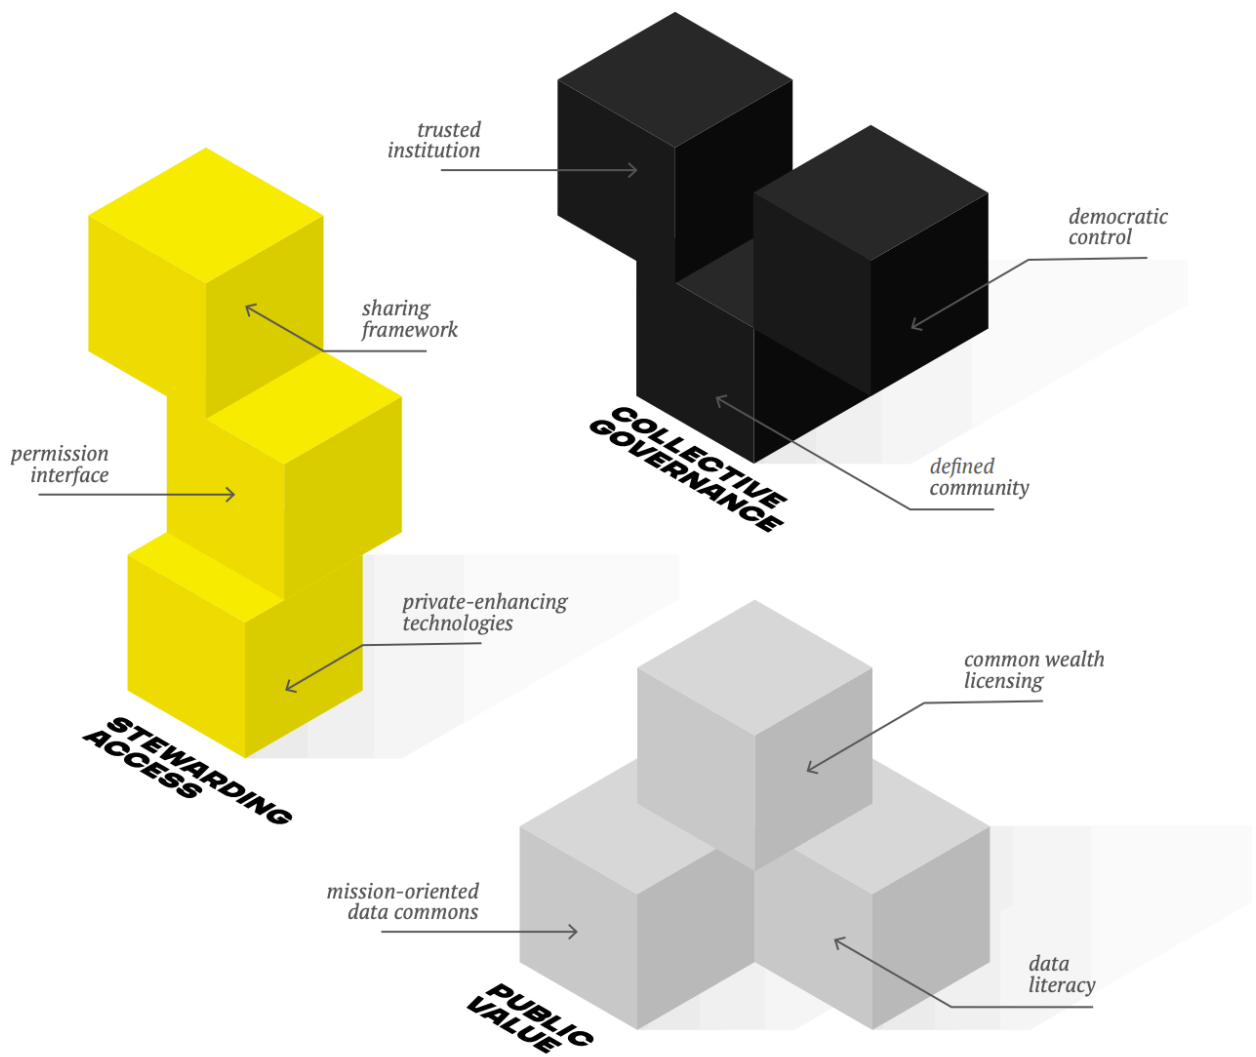 trusted
institution
democratic
control
defined
community
COLLECTIVE
GOVERNANCE
sharing
framework
permission
interface
private-enhancing
technologies
STEWARDING
ACCESS
common wealth
licensing
mission-oriented
data commons
data
literacy
PUBLIC
VALUE